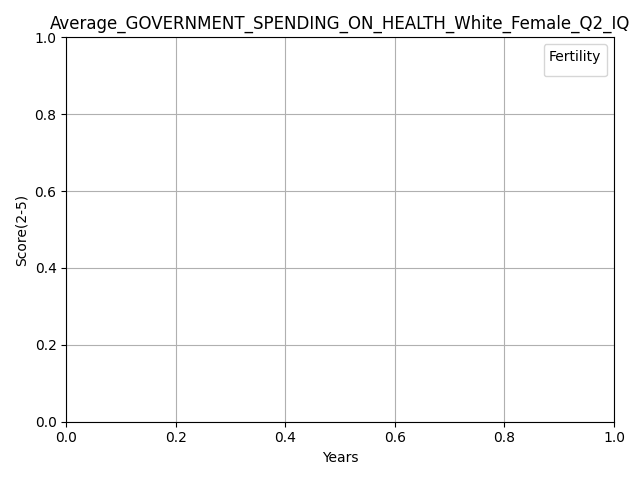 Average_GOVERNMENT_SPENDING_ON_HEALTH_White_Female_Q2_IQ
Fertility
1.0
0.8
0.6
0.4
0.2
0.0
Score(2-5)
0.0 0.2 0.4 0.6 0.8 1.0
Years